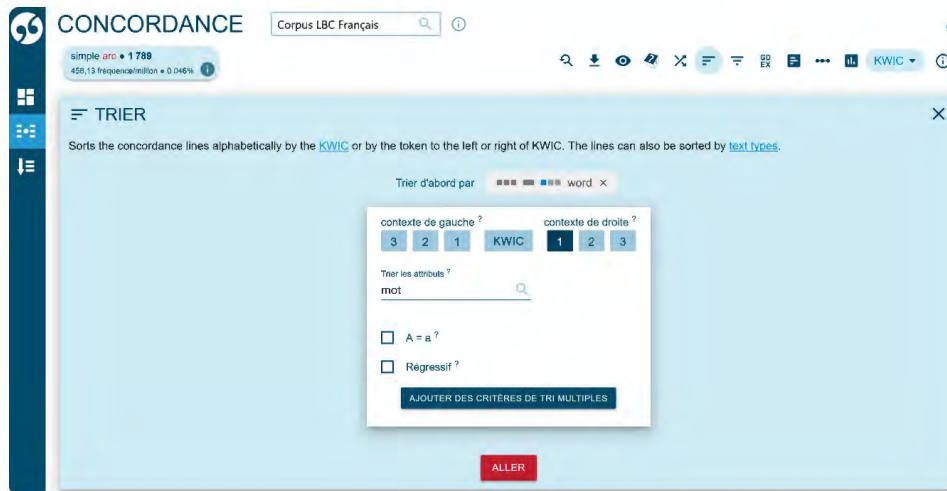 CONCORDANCE
Corpus LBC Français
simple arc • 1 789
456,13 fréquence/million • 0.046%
GD
EX
KWIC
TRIER
Sorts the concordance lines alphabetically by the KWIC or by the token to the left or right of KWIC. The lines can also be sorted by text types.
Trier d'abord par word ×
contexte de gauche ? contexte de droite ?
3 2 1 KWIC 1 2 3
Trier les attributs ?
mot
A = a ?
Régressif ?
AJOUTER DES CRITÈRES DE TRI MULTIPLES
ALLER